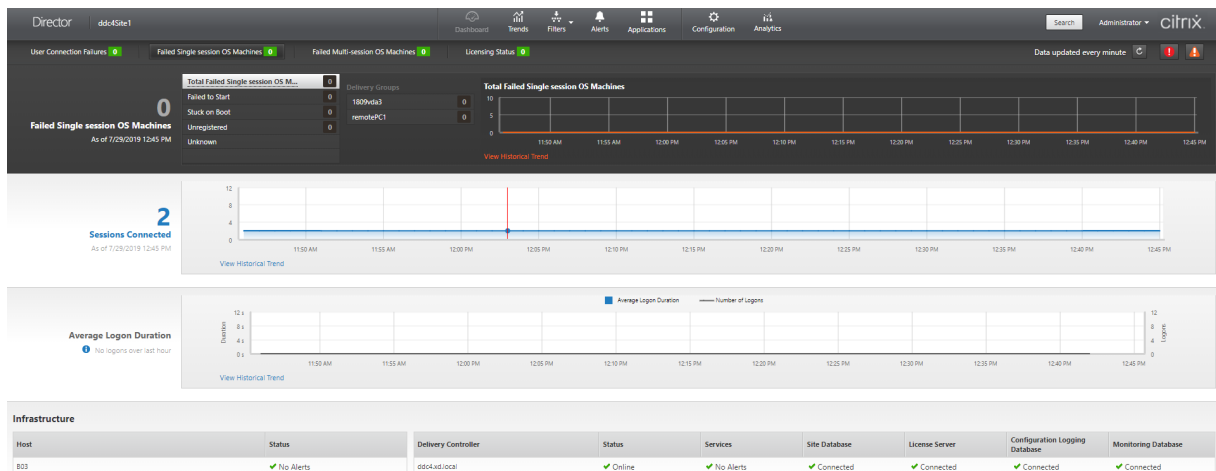 Director ddc4Site1 Dashboard Trends Filters Alerts Applications Configuration Analytics Search Administrator citrix
User Connection Failures 0 Failed Single session OS Machines 0 Failed Multi-session OS Machines 0 Licensing Status 0 Data updated every minute
0
Failed Single session OS Machines
As of 7/29/2019 12:45 PM
Total Failed Single session OS M... 0
Failed to Start 0
Stuck on Boot 0
Unregistered 0
Unknown
Delivery Groups
1809vda3 0
remotePC1 0
Total Failed Single session OS Machines
10
5
0
11:50 AM 11:55 AM 12:00 PM 12:05 PM 12:10 PM 12:15 PM 12:20 PM 12:25 PM 12:30 PM 12:35 PM 12:40 PM 12:45 PM
View Historical Trend
2
Sessions Connected
As of 7/29/2019 12:45 PM
12
8
4
0
11:50 AM 11:55 AM 12:00 PM 12:05 PM 12:10 PM 12:15 PM 12:20 PM 12:25 PM 12:30 PM 12:35 PM 12:40 PM 12:45 PM
View Historical Trend
Average Logon Duration
No logons over last hour
Average Logon Duration Number of Logons
Duration
12 s
8 s
4 s
0 s
12
8
4
0
Logons
11:50 AM 11:55 AM 12:00 PM 12:05 PM 12:10 PM 12:15 PM 12:20 PM 12:25 PM 12:30 PM 12:35 PM 12:40 PM 12:45 PM
View Historical Trend
Infrastructure
Host Status
B03 No Alerts
Delivery Controller Status Services Site Database License Server Configuration Logging Database Monitoring Database
ddc4.xd.local Online No Alerts Connected Connected Connected Connected